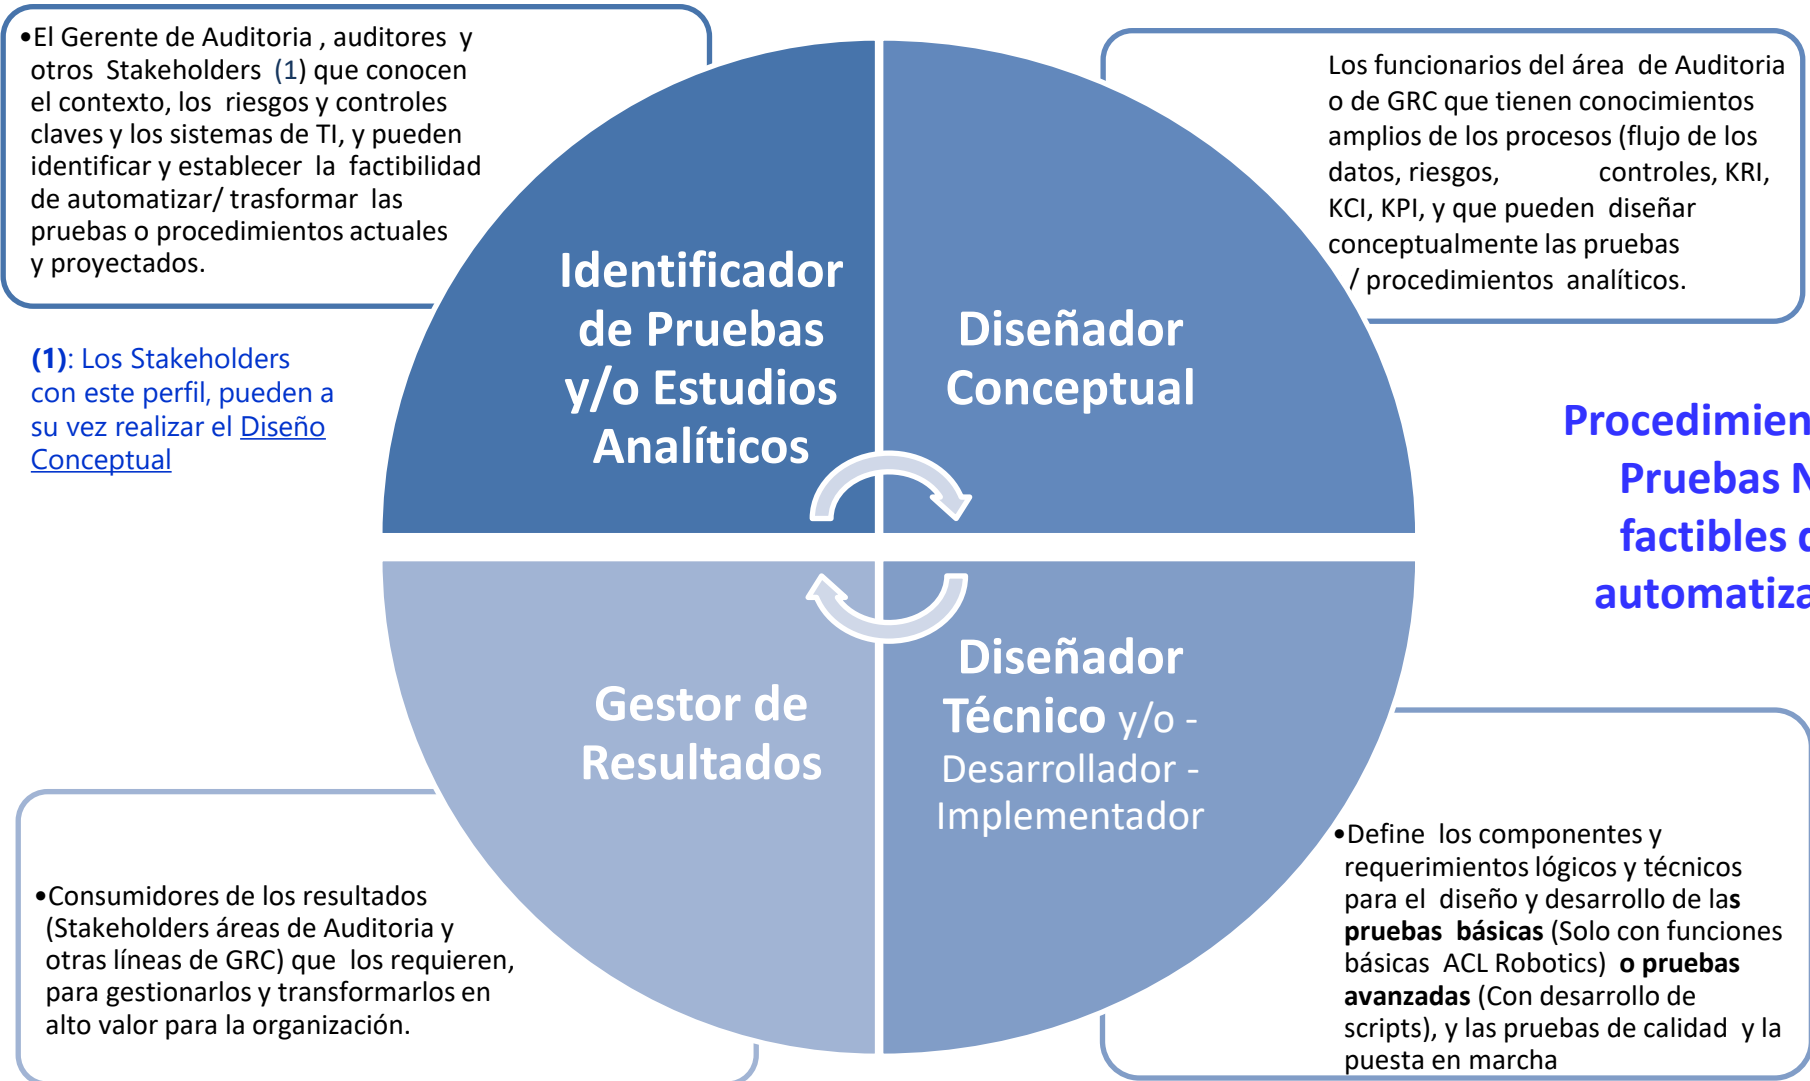 •El Gerente de Auditoria , auditores y
otros Stakeholders (1) que conocen
el contexto, los riesgos y controles
claves y los sistemas de TI, y pueden
identificar y establecer la factibilidad
de automatizar/ trasformar las
pruebas o procedimientos actuales
y proyectados.
(1): Los Stakeholders
con este perfil, pueden a
su vez realizar el Diseño
Conceptual
Identificador
de Pruebas
y/o Estudios
Analíticos
Diseñador
Conceptual
Los funcionarios del área de Auditoria
o de GRC que tienen conocimientos
amplios de los procesos (flujo de los
datos, riesgos, controles, KRI,
KCI, KPI, y que pueden diseñar
conceptualmente las pruebas
/ procedimientos analíticos.
Procedimien
Pruebas N
factibles
automatiza
Gestor de
Resultados
Diseñador
Técnico y/o -
Desarrollador -
Implementador
•Consumidores de los resultados
(Stakeholders áreas de Auditoria y
otras líneas de GRC) que los requieren,
para gestionarlos y transformarlos en
alto valor para la organización.
•Define los componentes y
requerimientos lógicos y técnicos
para el diseño y desarrollo de las
pruebas básicas (Solo con funciones
básicas ACL Robotics) o pruebas
avanzadas (Con desarrollo de
scripts), y las pruebas de calidad y la
puesta en marcha